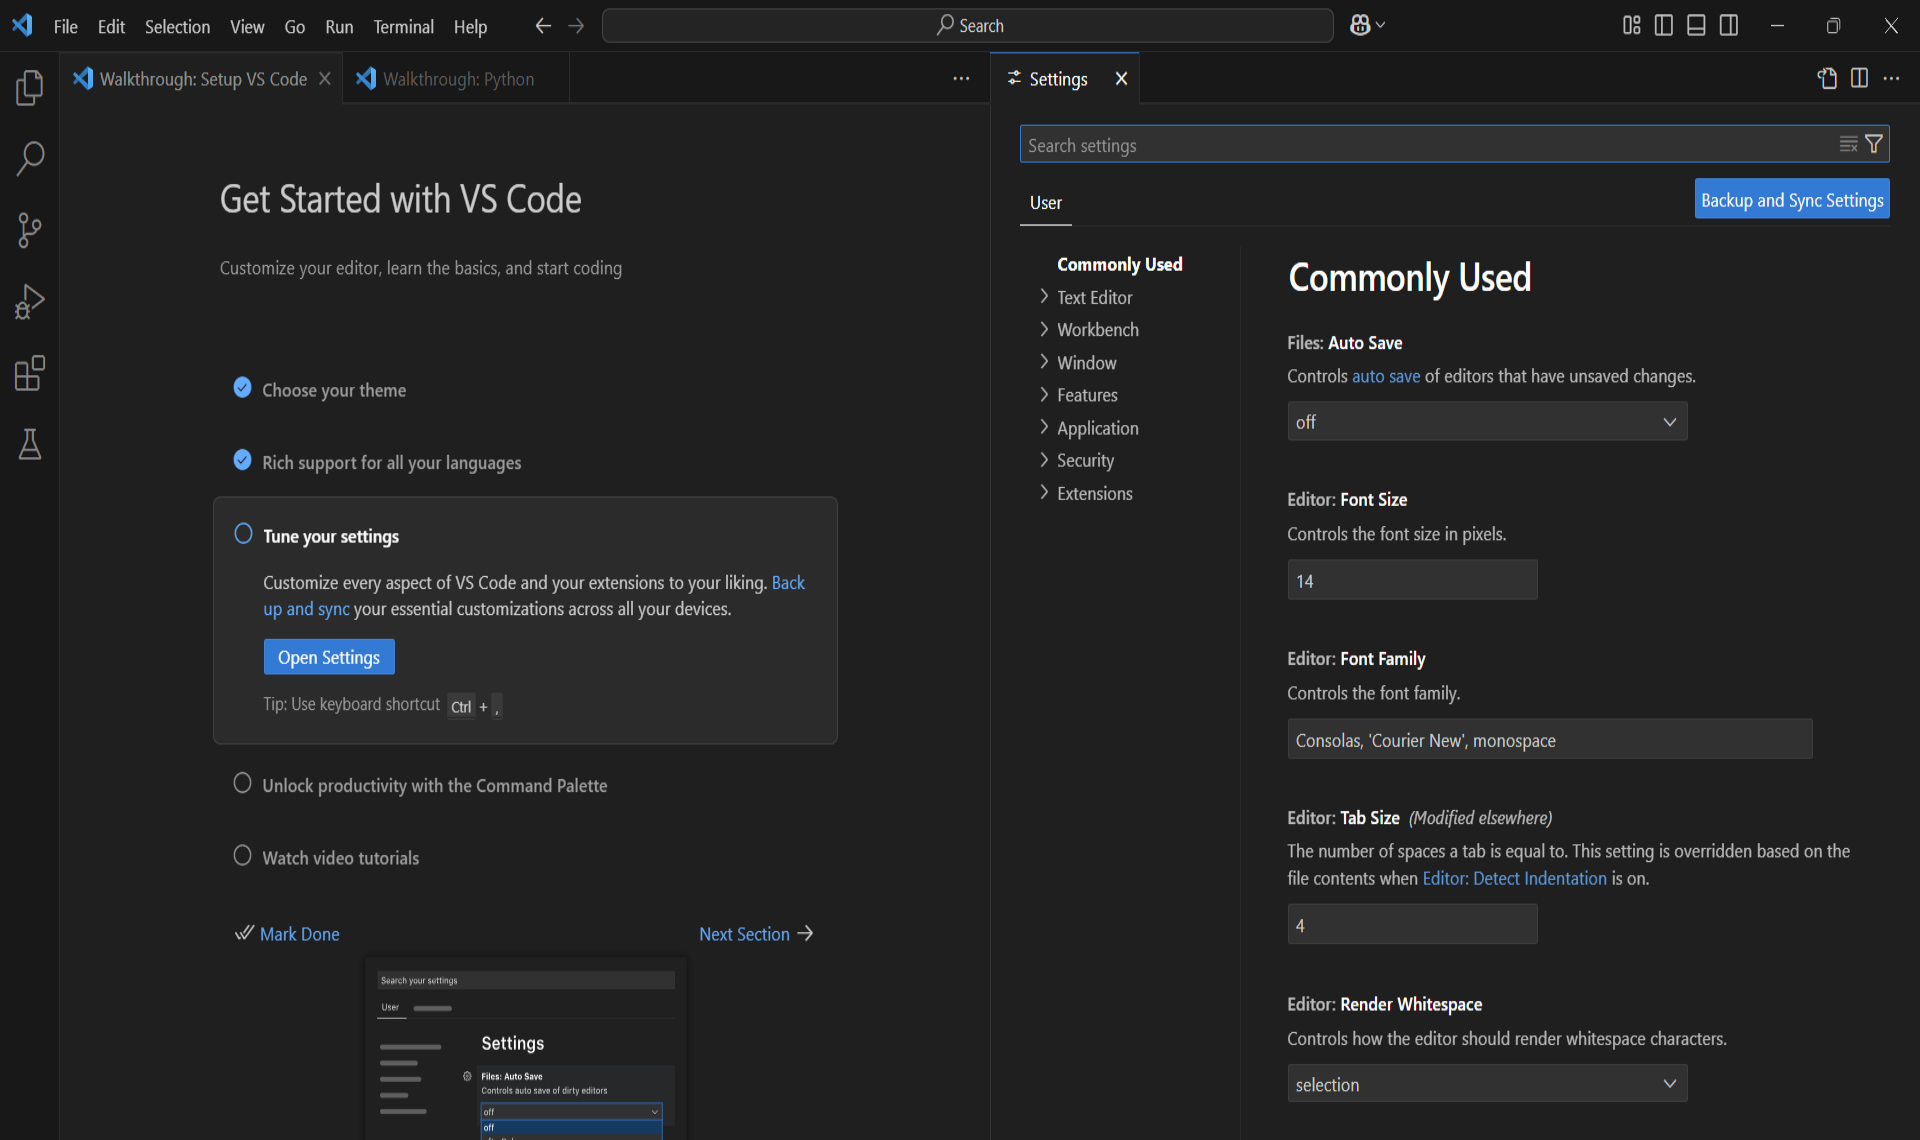 File Edit Selection View Go Run Terminal Help
Search
Walkthrough: Setup VS Code
Walkthrough: Python
Get Started with VS Code
Customize your editor, learn the basics, and start coding
Choose your theme
Rich support for all your languages
Tune your settings
Customize every aspect of VS Code and your extensions to your liking. Back
up and sync your essential customizations across all your devices.
Open Settings
Tip: Use keyboard shortcut Ctrl + ,
Unlock productivity with the Command Palette
Watch video tutorials
Mark Done
Next Section
Search your settings
User
Settings
Files: Auto Save
Controls auto save of dirty editors
off
off
Settings
Search settings
User
Backup and Sync Settings
Commonly Used
Text Editor
Workbench
Window
Features
Application
Security
Extensions
Commonly Used
Files: Auto Save
Controls auto save of editors that have unsaved changes.
off
Editor: Font Size
Controls the font size in pixels.
14
Editor: Font Family
Controls the font family.
Consolas, 'Courier New', monospace
Editor: Tab Size (Modified elsewhere)
The number of spaces a tab is equal to. This setting is overridden based on the
file contents when Editor: Detect Indentation is on.
4
Editor: Render Whitespace
Controls how the editor should render whitespace characters.
selection